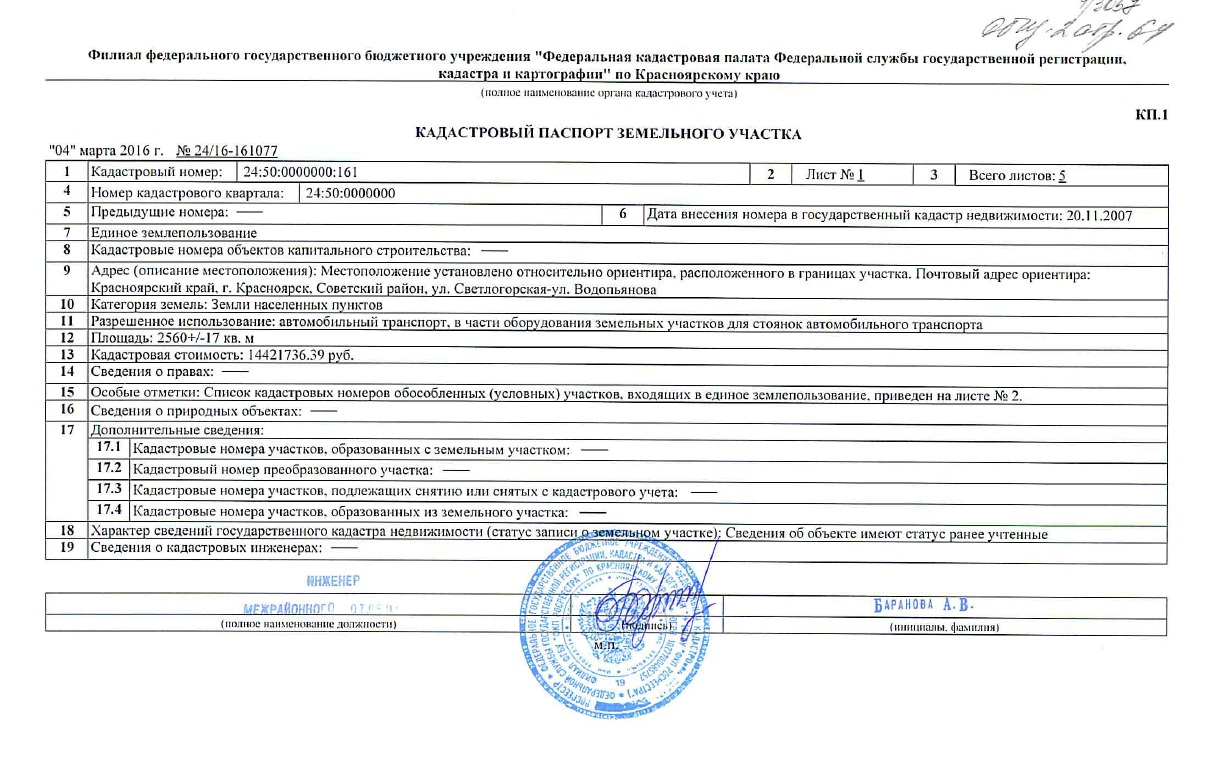 Филиал федерального государственного бюджетного учреждения "Федеральная кадастровая палата Федеральной службы государственной регистрации,
кадастра и картографии" по Красноярскому краю
(полное наименование органа кадастрового учета)
КП.1
КАДАСТРОВЫЙ ПАСПОРТ ЗЕМЕЛЬНОГО УЧАСТКА
"04" марта 2016 г. № 24/16-161077
1 Кадастровый номер: 24:50:0000000:161 2 Лист № 1 3 Всего листов: 5
4 Номер кадастрового квартала: 24:50:0000000
5 Предыдущие номера: —— 6 Дата внесения номера в государственный кадастр недвижимости: 20.11.2007
7 Единое землепользование
8 Кадастровые номера объектов капитального строительства: ——
9 Адрес (описание местоположения): Местоположение установлено относительно ориентира, расположенного в границах участка. Почтовый адрес ориентира:
Красноярский край, г. Красноярск, Советский район, ул. Светлогорская-ул. Водопьянова
10 Категория земель: Земли населенных пунктов
11 Разрешенное использование: автомобильный транспорт, в части оборудования земельных участков для стоянок автомобильного транспорта
12 Площадь: 2560+/-17 кв. м
13 Кадастровая стоимость: 14421736.39 руб.
14 Сведения о правах: ——
15 Особые отметки: Список кадастровых номеров обособленных (условных) участков, входящих в единое землепользование, приведен на листе № 2.
16 Сведения о природных объектах: ——
17 Дополнительные сведения:
17.1 Кадастровые номера участков, образованных с земельным участком: ——
17.2 Кадастровый номер преобразованного участка: ——
17.3 Кадастровые номера участков, подлежащих снятию или снятых с кадастрового учета: ——
17.4 Кадастровые номера участков, образованных из земельного участка: ——
18 Характер сведений государственного кадастра недвижимости (статус записи о земельном участке): Сведения об объекте имеют статус ранее учтенные
19 Сведения о кадастровых инженерах: ——
ИНЖЕНЕР
МЕЖРАЙОННОГО БАРАНОВА А.В.
(полное наименование должности) (подпись) (инициалы, фамилия)
М.П.